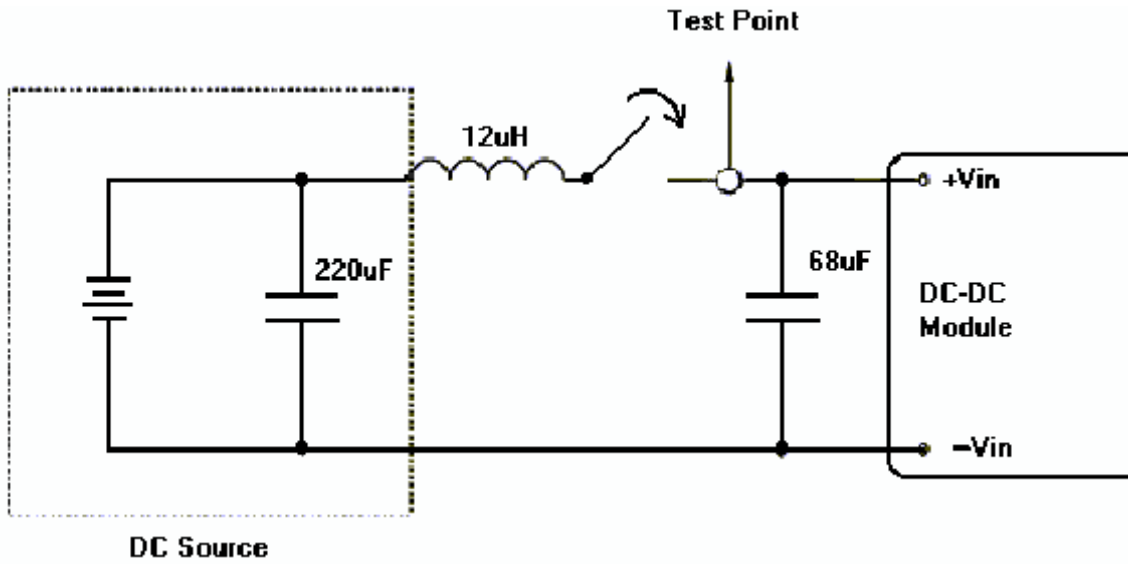 Test Point
12uH
+Vin
220uF
68uF
DC-DC
Module
−Vin
DC Source